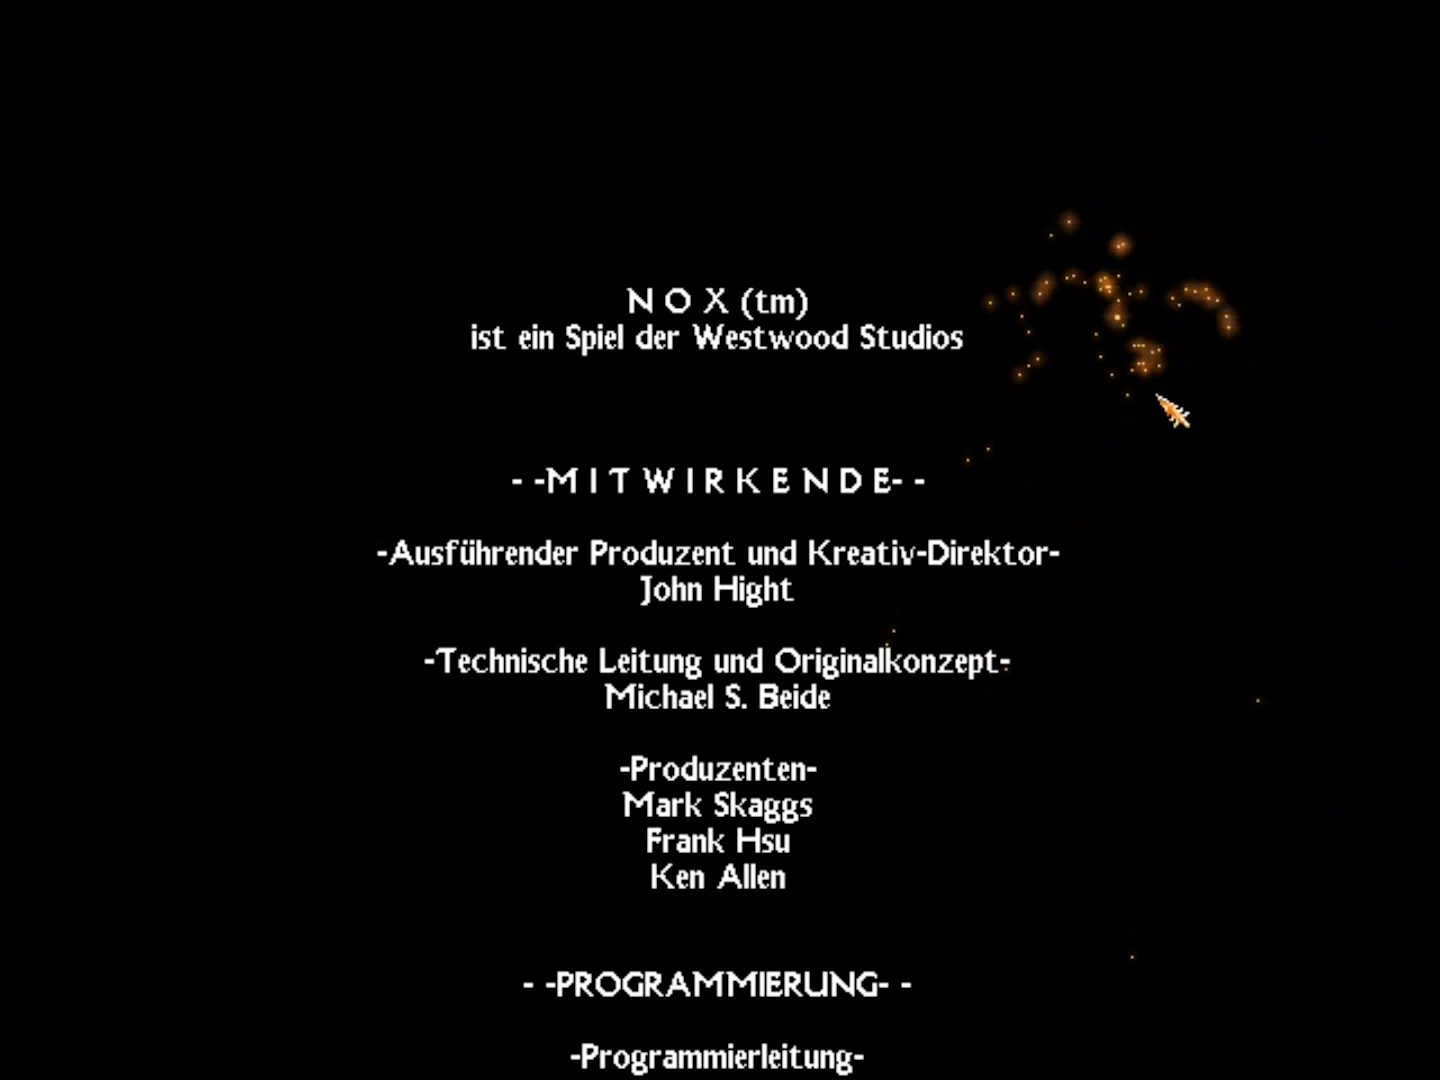 N O X (tm)
ist ein Spiel der Westwood Studios
- -M I T W I R K E N D E- -
-Ausführender Produzent und Kreativ-Direktor-
John Hight
-Technische Leitung und Originalkonzept-
Michael S. Beide
-Produzenten-
Mark Skaggs
Frank Hsu
Ken Allen
- -PROGRAMMIERUNG- -
-Programmierleitung-